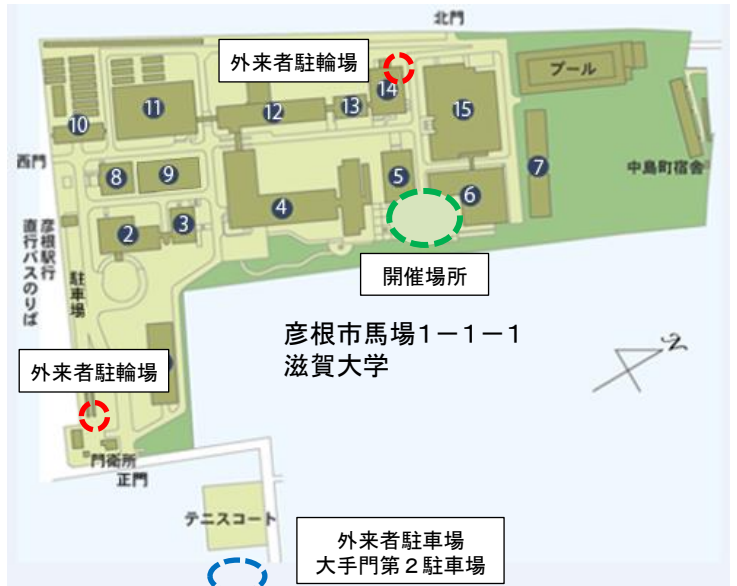 北門
外来者駐輪場
プール
14
11
12
13
15
10
西門
8
9
5
7
中島町宿舎
4
6
2
3
彦根駅行
直行バスのりば
駐車場
開催場所
彦根市馬場1－1－1
滋賀大学
N
外来者駐輪場
門衛所
正門
テニスコート
外来者駐車場
大手門第２駐車場